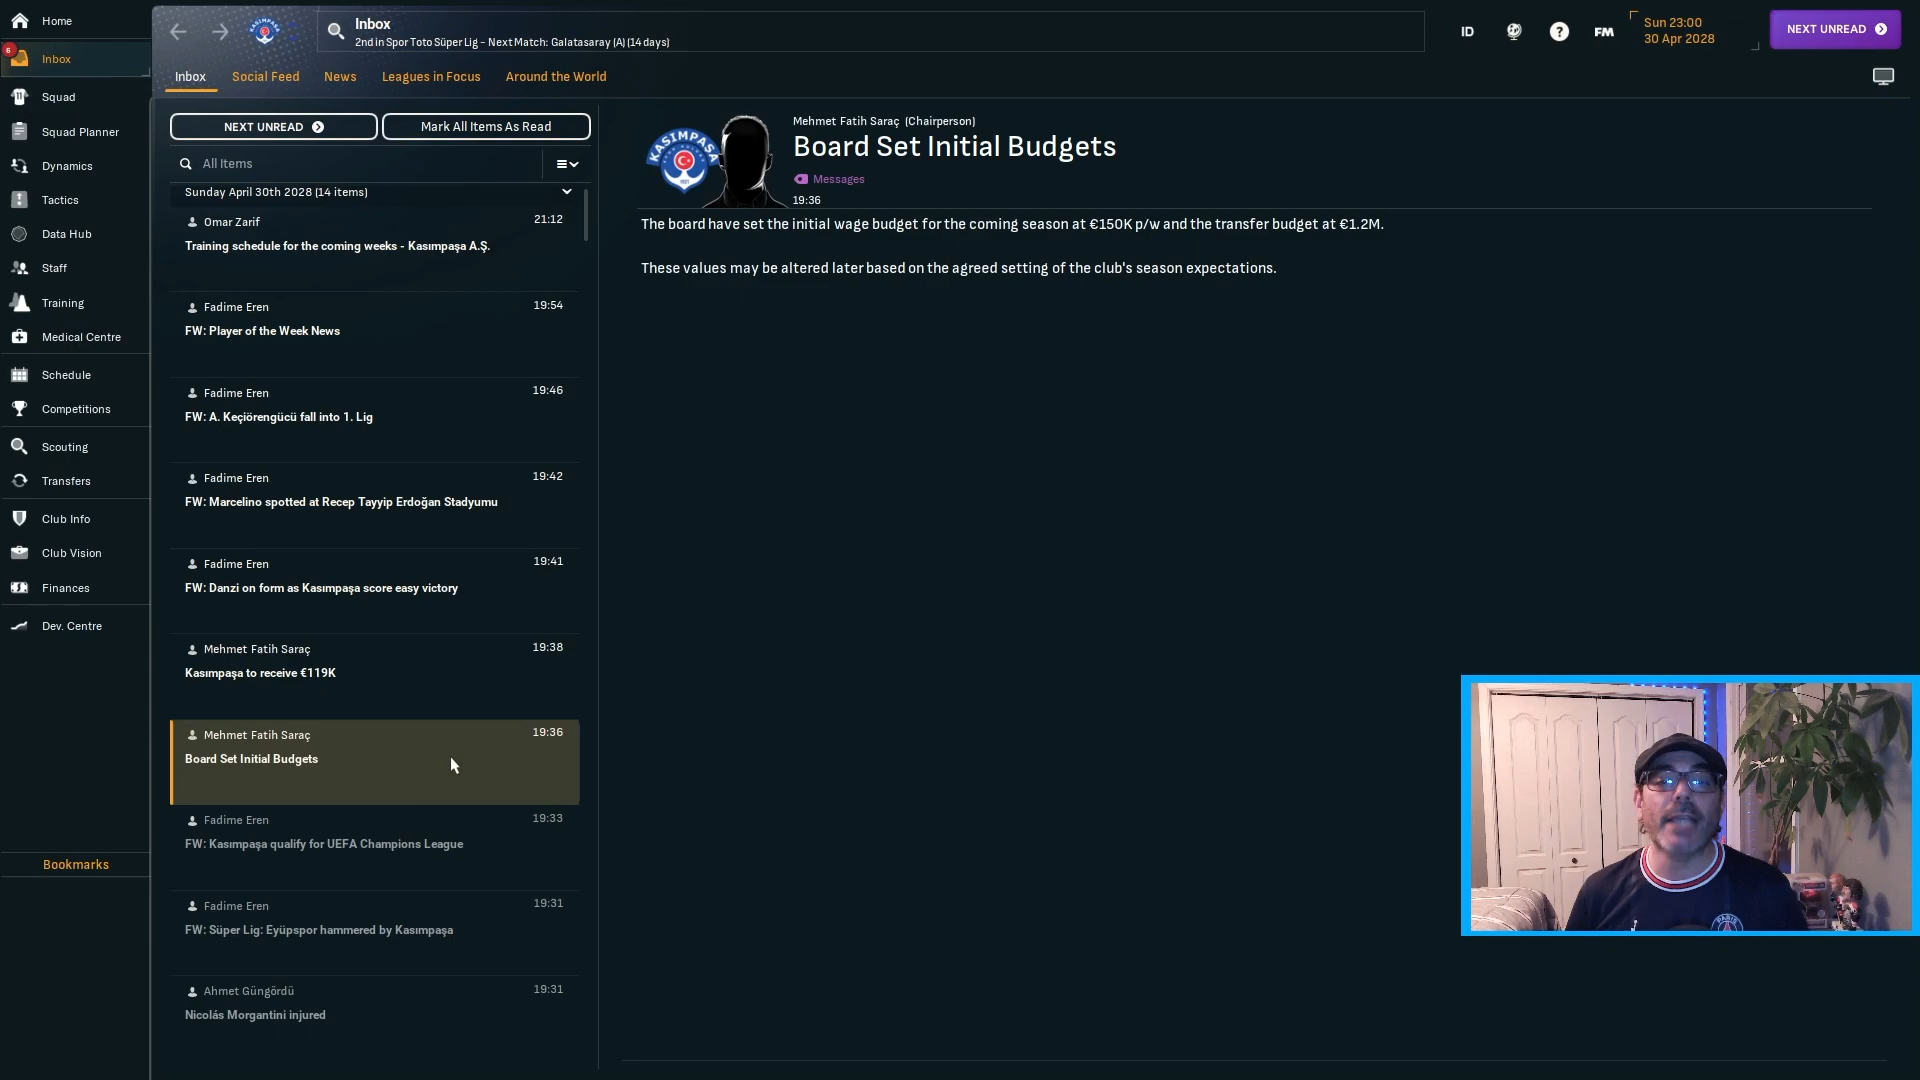 Home
6
Inbox
Squad
Squad Planner
Dynamics
Tactics
Data Hub
Staff
Training
Medical Centre
Schedule
Competitions
Scouting
Transfers
Club Info
Club Vision
Finances
Dev. Centre
Bookmarks
Inbox
2nd in Spor Toto Süper Lig - Next Match: Galatasaray (A) (14 days)
ID
FM
Sun 23:00
30 Apr 2028
NEXT UNREAD
Inbox
Social Feed
News
Leagues in Focus
Around the World
NEXT UNREAD
Mark All Items As Read
All Items
Sunday April 30th 2028 (14 items)
Omar Zarif 21:12
Training schedule for the coming weeks - Kasımpaşa A.Ş.
Fadime Eren 19:54
FW: Player of the Week News
Fadime Eren 19:46
FW: A. Keçiörengücü fall into 1. Lig
Fadime Eren 19:42
FW: Marcelino spotted at Recep Tayyip Erdoğan Stadyumu
Fadime Eren 19:41
FW: Danzi on form as Kasımpaşa score easy victory
Mehmet Fatih Saraç 19:38
Kasımpaşa to receive €119K
Mehmet Fatih Saraç 19:36
Board Set Initial Budgets
Fadime Eren 19:33
FW: Kasımpaşa qualify for UEFA Champions League
Fadime Eren 19:31
FW: Süper Lig: Eyüpspor hammered by Kasımpaşa
Ahmet Güngördü 19:31
Nicolás Morgantini injured
KASIMPAŞA
Mehmet Fatih Saraç (Chairperson)
Board Set Initial Budgets
Messages
19:36
The board have set the initial wage budget for the coming season at €150K p/w and the transfer budget at €1.2M.
These values may be altered later based on the agreed setting of the club's season expectations.
PARIS